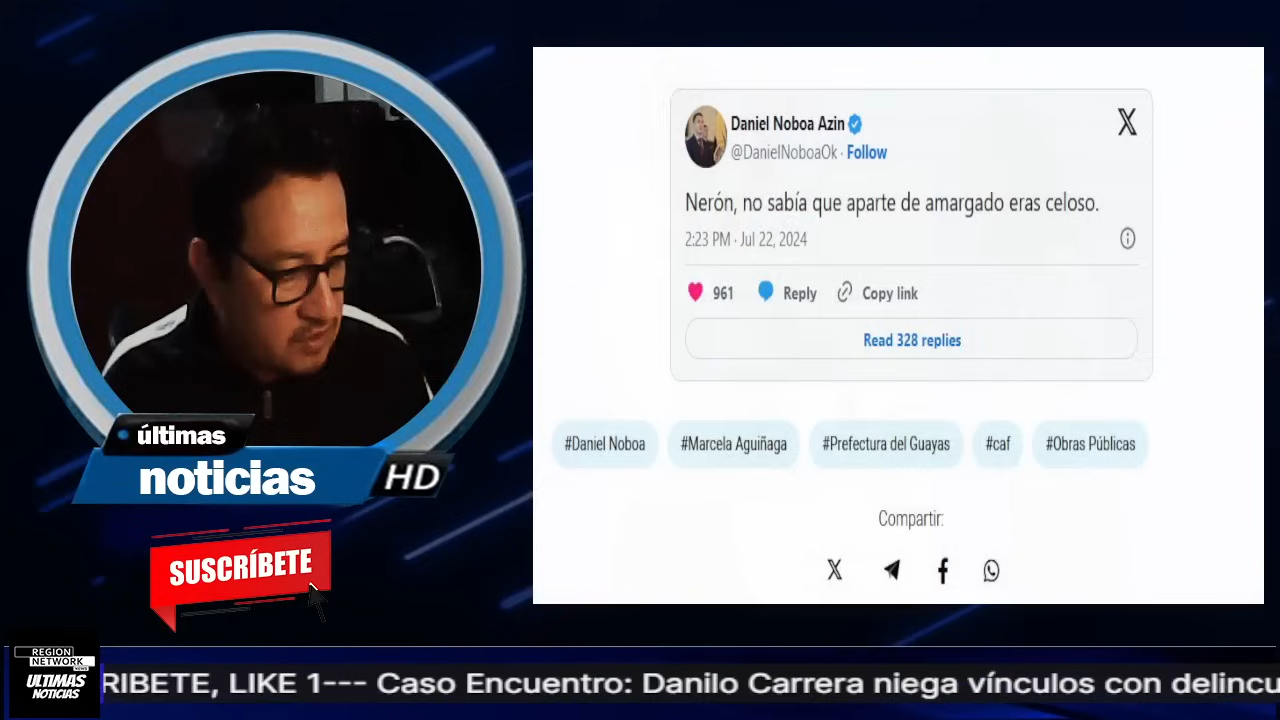 Daniel Noboa Azin
@DanielNoboaOk · Follow
X
Nerón, no sabía que aparte de amargado eras celoso.
2:23 PM · Jul 22, 2024
961 Reply Copy link
Read 328 replies
#Daniel Noboa #Marcela Aguiñaga #Prefectura del Guayas #caf #Obras Públicas
Compartir:
últimas
noticias
HD
SUSCRÍBETE
REGION
NETWORK
NEWS
ULTIMAS
NOTICIAS
RIBETE, LIKE 1--- Caso Encuentro: Danilo Carrera niega vínculos con delincu